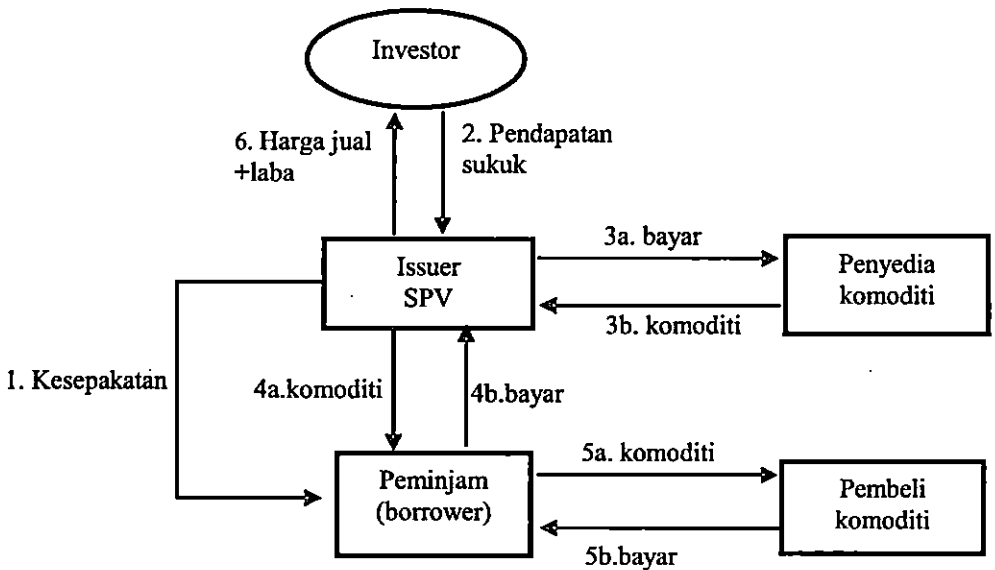 Investor
6. Harga jual
+laba
2. Pendapatan
sukuk
Issuer
SPV
3a. bayar
3b. komoditi
Penyedia
komoditi
1. Kesepakatan
4a.komoditi
4b.bayar
Peminjam
(borrower)
5a. komoditi
5b.bayar
Pembeli
komoditi